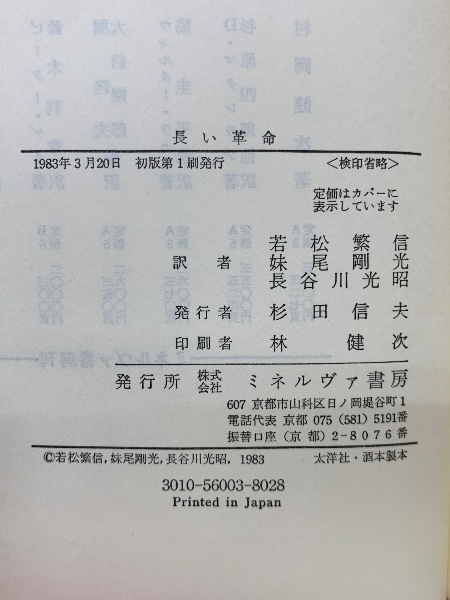 長い革命
1983年3月20日 初版第1刷発行 〈検印省略〉
定価はカバーに
表示しています
若松繁信
訳者 妹尾剛光
長谷川光昭
発行者 杉田信夫
印刷者 林健次
発行所 株式会社 ミネルヴァ書房
607 京都市山科区日ノ岡堤谷町1
電話代表 京都 075 (581) 5191番
振替口座 (京都) 2-8076番
©若松繁信, 妹尾剛光, 長谷川光昭, 1983 太洋社・酒本製本
3010-56003-8028
Printed in Japan